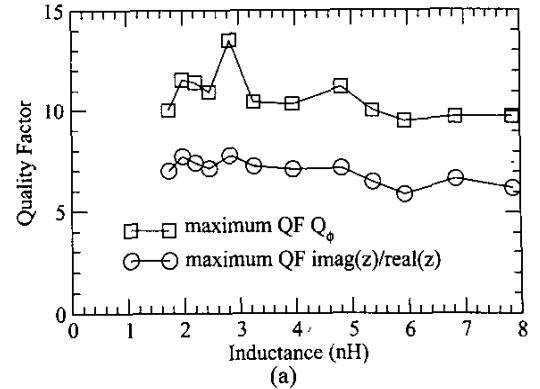 15
10
5
0
Quality Factor
maximum QF Qϕ
maximum QF imag(z)/real(z)
0 1 2 3 4 5 6 7 8
Inductance (nH)
(a)